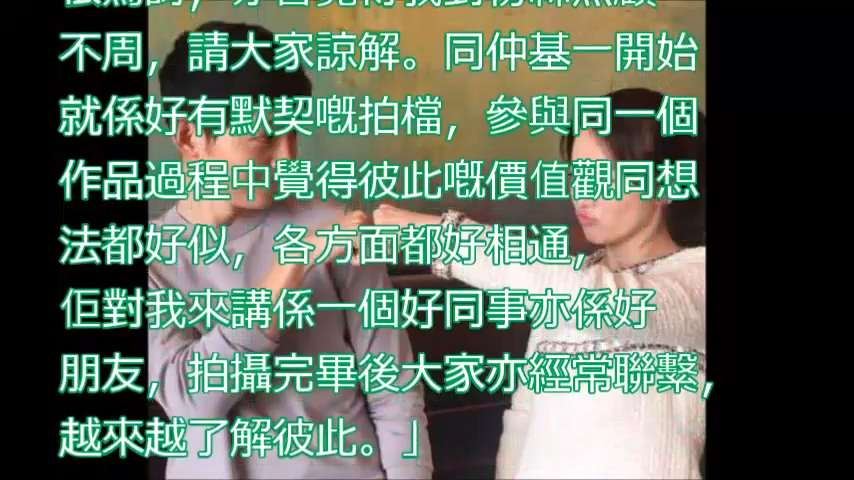 不周，請大家諒解。同仲基一開始
就係好有默契嘅拍檔，參與同一個
作品過程中覺得彼此嘅價值觀同想
法都好似，各方面都好相通，
佢對我來講係一個好同事亦係好
朋友，拍攝完畢後大家亦經常聯繫，
越來越了解彼此。」